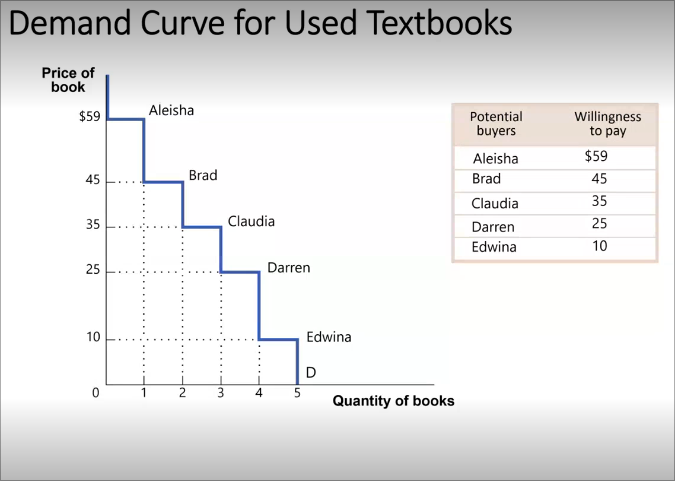 Demand Curve for Used Textbooks
Price of
book
$59
Aleisha
45
Brad
35
Claudia
25
Darren
10
Edwina
D
0 1 2 3 4 5
Quantity of books
Potential buyers Willingness to pay
Aleisha $59
Brad 45
Claudia 35
Darren 25
Edwina 10